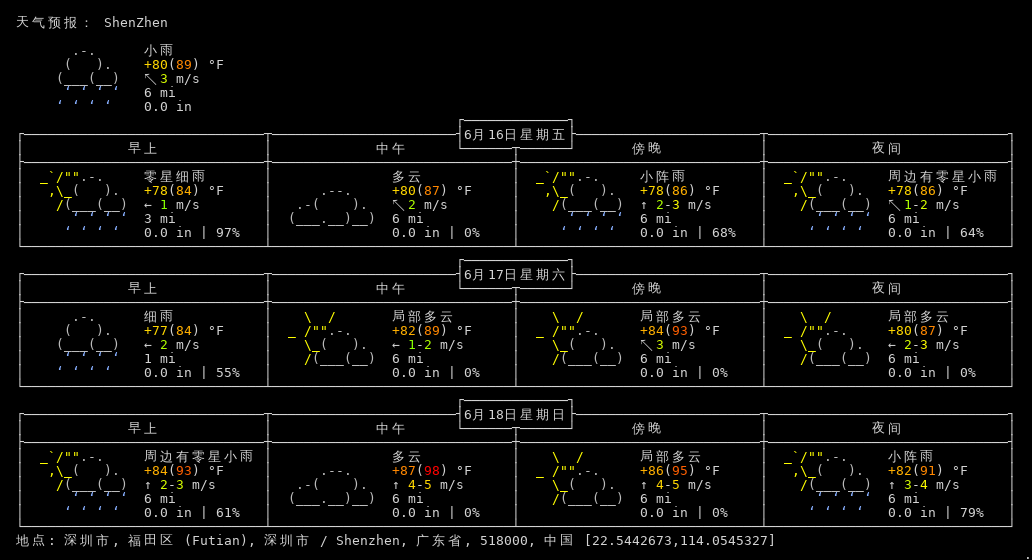 天气预报： ShenZhen
小雨
+80(89) °F
↖3 m/s
6 mi
0.0 in
6月16日星期五
早上 中午 傍晚 夜间
零星细雨 多云 小阵雨 周边有零星小雨
+78(84) °F +80(87) °F +78(86) °F +78(86) °F
← 1 m/s ↖2 m/s ↑ 2-3 m/s ↖1-2 m/s
3 mi 6 mi 6 mi 6 mi
0.0 in | 97% 0.0 in | 0% 0.0 in | 68% 0.0 in | 64%
6月17日星期六
早上 中午 傍晚 夜间
细雨 局部多云 局部多云 局部多云
+77(84) °F +82(89) °F +84(93) °F +80(87) °F
← 2 m/s ← 1-2 m/s ↖3 m/s ← 2-3 m/s
1 mi 6 mi 6 mi 6 mi
0.0 in | 55% 0.0 in | 0% 0.0 in | 0% 0.0 in | 0%
6月18日星期日
早上 中午 傍晚 夜间
周边有零星小雨 多云 局部多云 小阵雨
+84(93) °F +87(98) °F +86(95) °F +82(91) °F
↑ 2-3 m/s ↑ 4-5 m/s ↑ 4-5 m/s ↑ 3-4 m/s
6 mi 6 mi 6 mi 6 mi
0.0 in | 61% 0.0 in | 0% 0.0 in | 0% 0.0 in | 79%
地点: 深圳市, 福田区 (Futian), 深圳市 / Shenzhen, 广东省, 518000, 中国 [22.5442673,114.0545327]